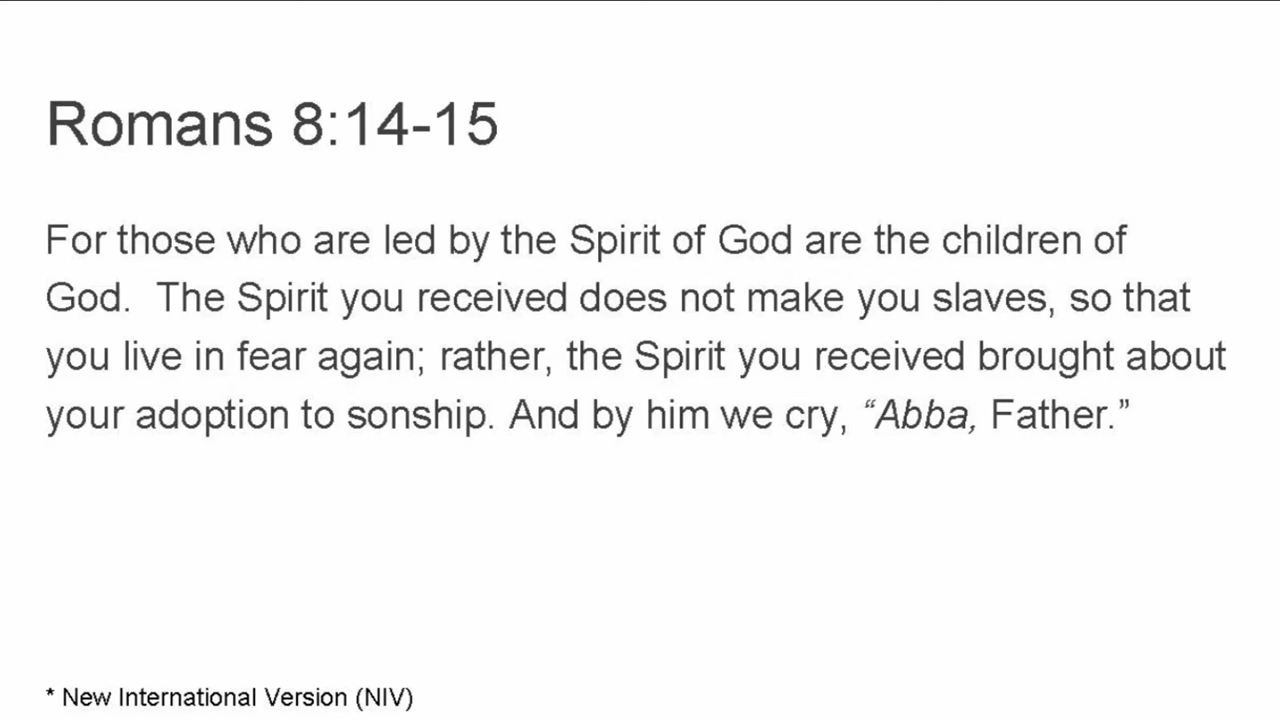 Romans 8:14-15
For those who are led by the Spirit of God are the children of
God.  The Spirit you received does not make you slaves, so that
you live in fear again; rather, the Spirit you received brought about
your adoption to sonship. And by him we cry, “Abba, Father.”
* New International Version (NIV)